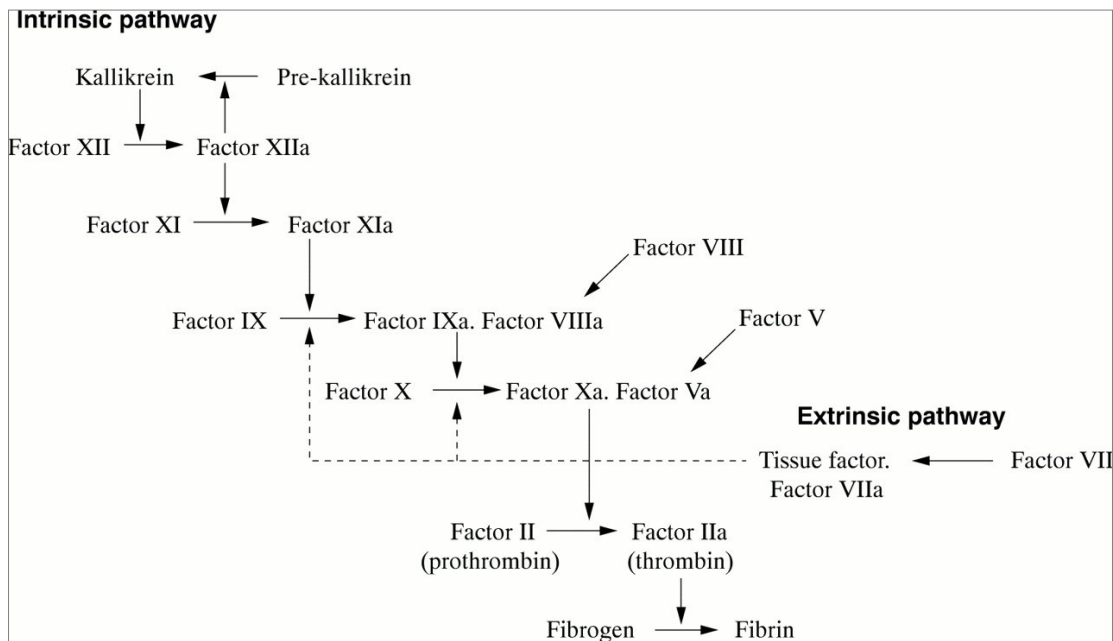 Intrinsic pathway
Kallikrein Pre-kallikrein
Factor XII Factor XIIa
Factor XI Factor XIa
Factor VIII
Factor IX Factor IXa. Factor VIIIa
Factor V
Factor X Factor Xa. Factor Va
Extrinsic pathway
Tissue factor. Factor VII
Factor VIIa
Factor II Factor IIa
(prothrombin) (thrombin)
Fibrogen Fibrin